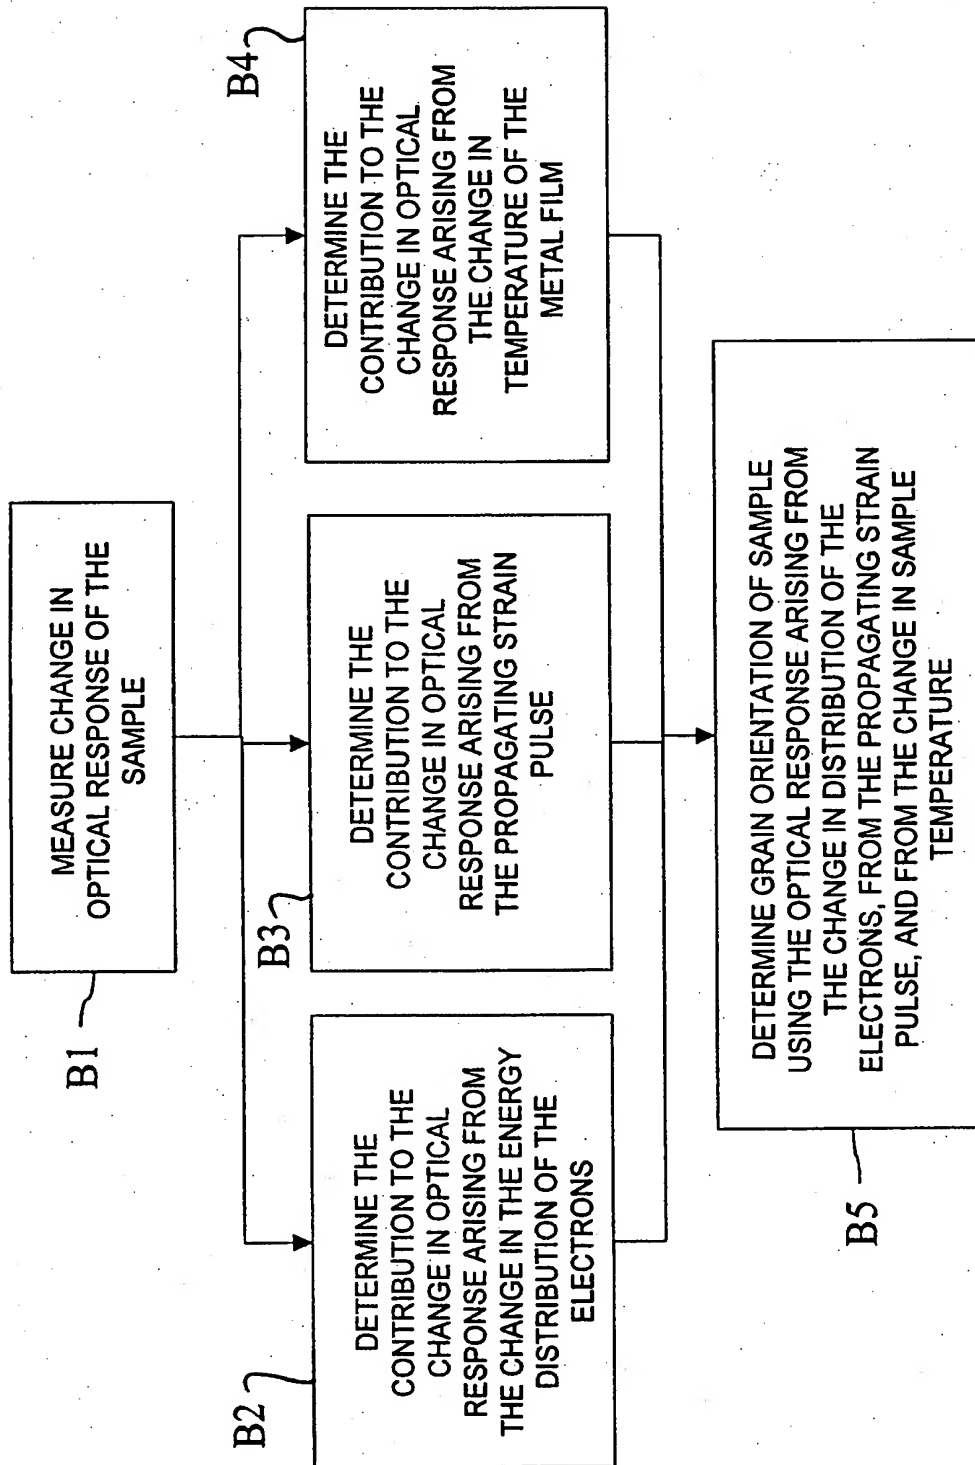 B1
MEASURE CHANGE IN
OPTICAL RESPONSE OF THE
SAMPLE
B2
DETERMINE THE
CONTRIBUTION TO THE
CHANGE IN OPTICAL
RESPONSE ARISING FROM
THE CHANGE IN THE ENERGY
DISTRIBUTION OF THE
ELECTRONS
B3
DETERMINE THE
CONTRIBUTION TO THE
CHANGE IN OPTICAL
RESPONSE ARISING FROM
THE PROPAGATING STRAIN
PULSE
B4
DETERMINE THE
CONTRIBUTION TO THE
CHANGE IN OPTICAL
RESPONSE ARISING FROM
THE CHANGE IN
TEMPERATURE OF THE
METAL FILM
B5
DETERMINE GRAIN ORIENTATION OF SAMPLE
USING THE OPTICAL RESPONSE ARISING FROM
THE CHANGE IN DISTRIBUTION OF THE
ELECTRONS, FROM THE PROPAGATING STRAIN
PULSE, AND FROM THE CHANGE IN SAMPLE
TEMPERATURE